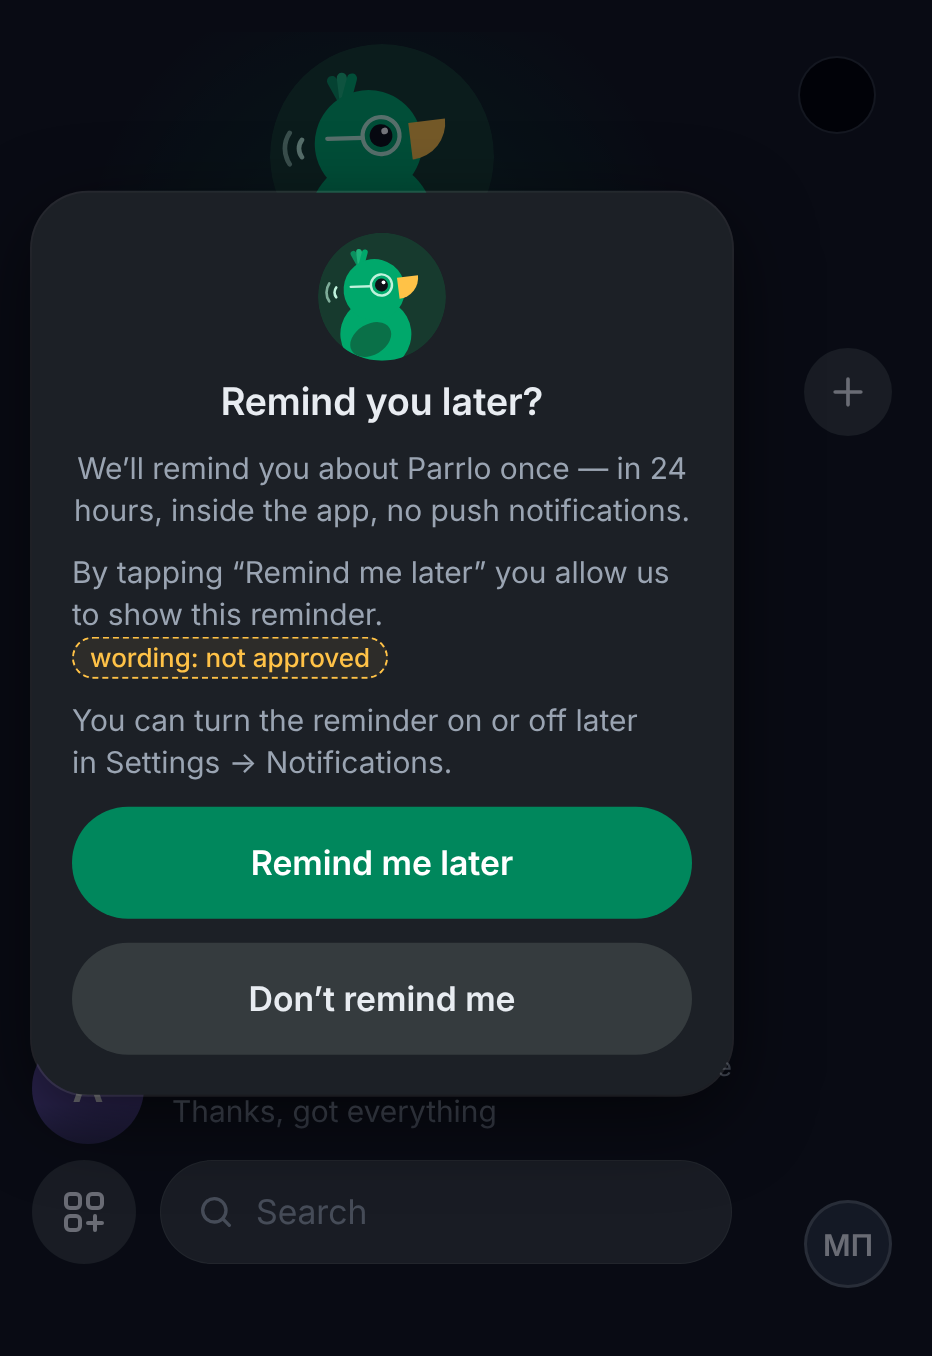 Remind you later?
We’ll remind you about Parrlo once — in 24
hours, inside the app, no push notifications.
By tapping “Remind me later” you allow us
to show this reminder.
wording: not approved
You can turn the reminder on or off later
in Settings → Notifications.
Remind me later
Don’t remind me
Thanks, got everything
Search
МП